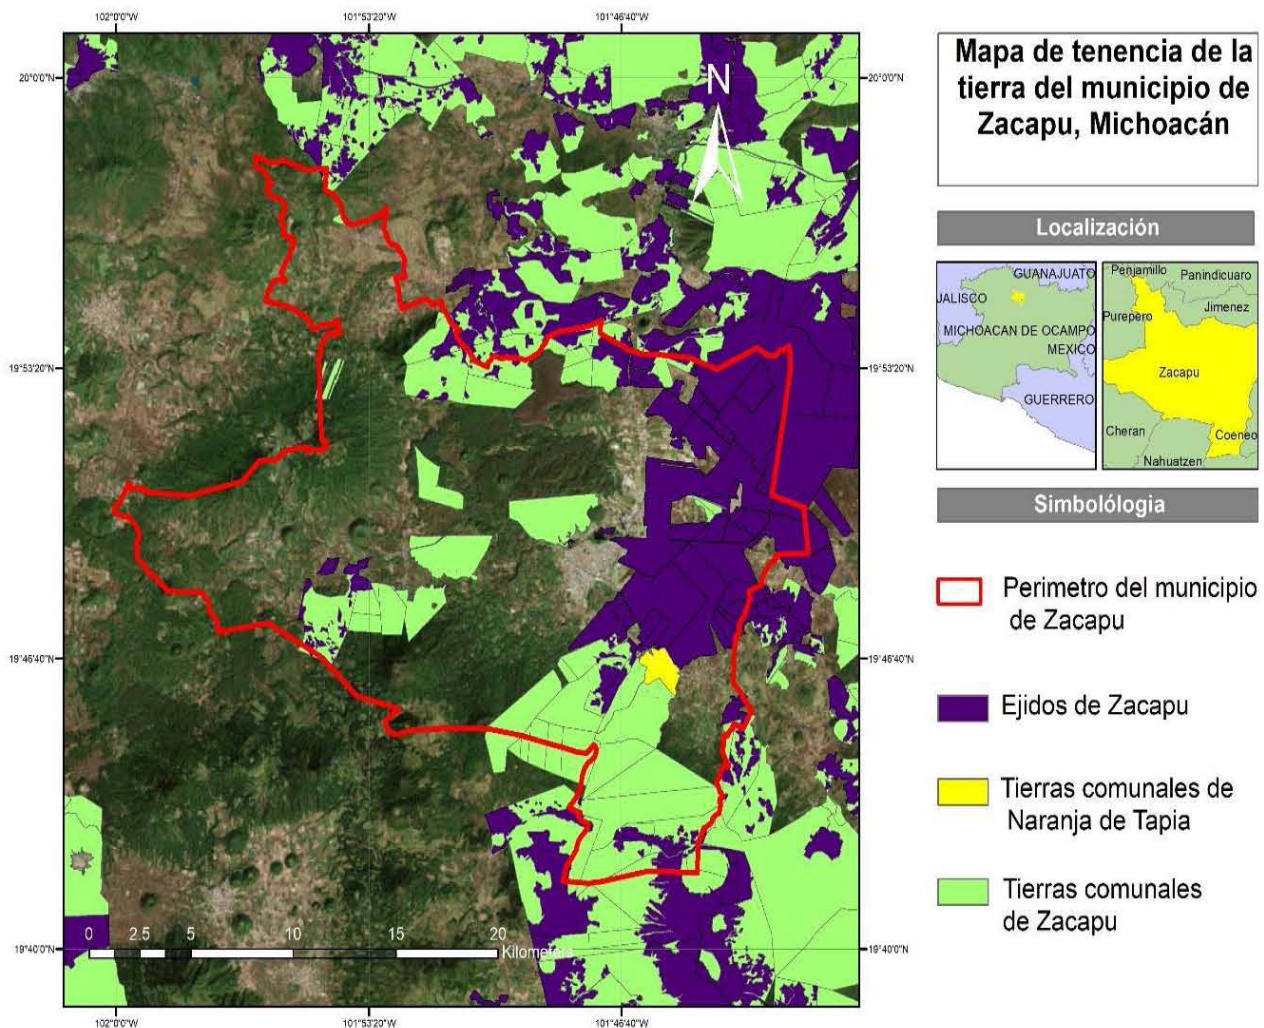 102°0'0"W
101°53'20"W
101°46'40"W
20°0'0"N
20°0'0"N
N
19°53'20"N
19°53'20"N
19°46'40"N
19°46'40"N
19°40'0"N
19°40'0"N
0
2.5
5
10
15
20
Kilometers
102°0'0"W
101°53'20"W
101°46'40"W
Mapa de tenencia de la
tierra del municipio de
Zacapu, Michoacán
Localización
GUANAJUATO
JALISCO
MICHOACAN DE OCAMPO
MEXICO
GUERRERO
Penjamillo
Panindicuaro
Jimenez
Purepero
Zacapu
Cheran
Coeneo
Nahuatzen
Simbolólogia
Perimetro del municipio
de Zacapu
Ejidos de Zacapu
Tierras comunales de
Naranja de Tapia
Tierras comunales
de Zacapu